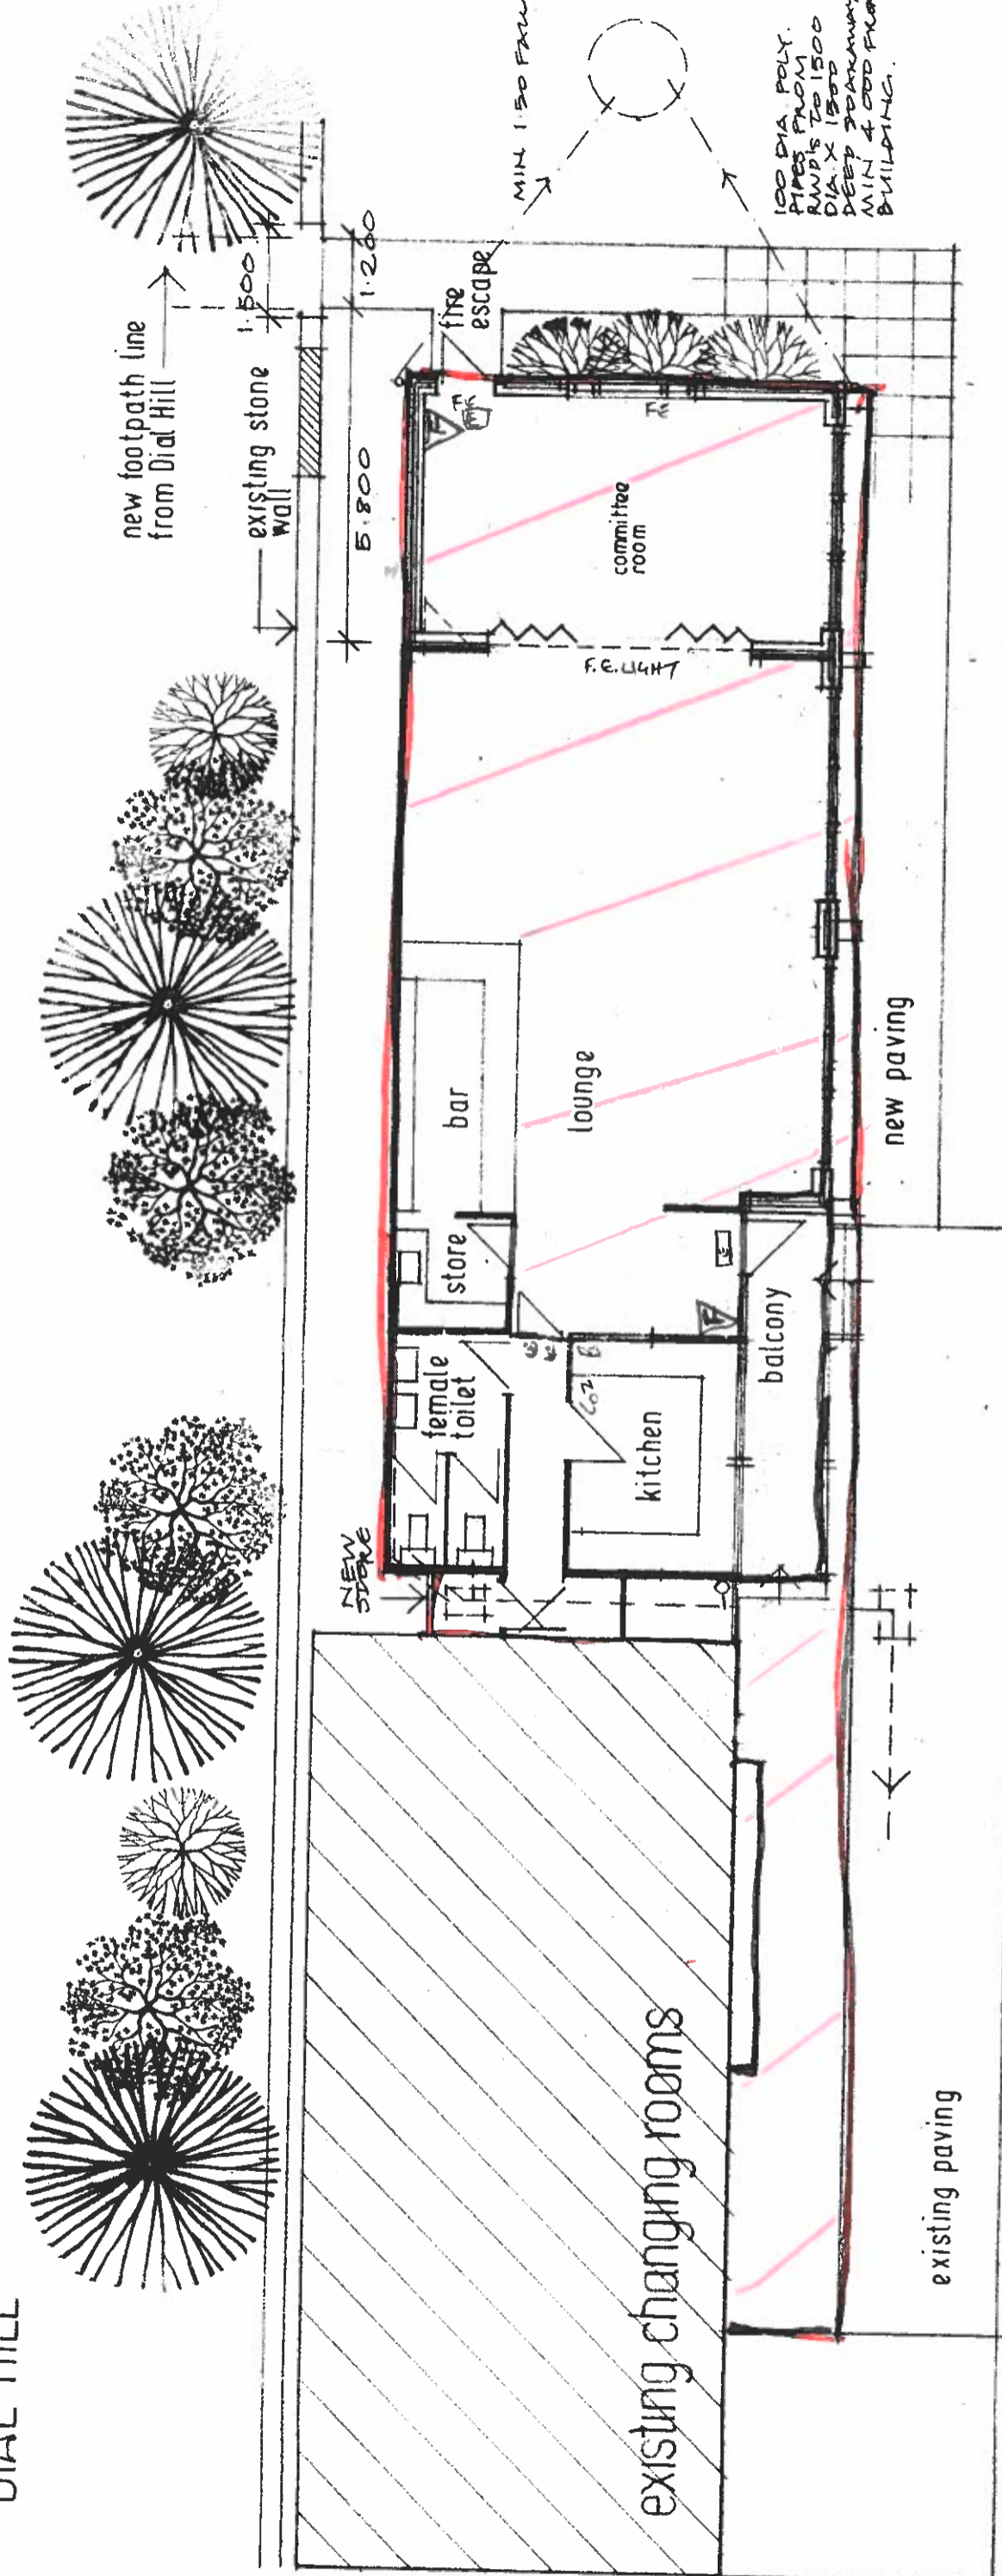 DIAL HILL
new footpath line
from Dial Hill
existing stone
wall
1.500
1.200
5.800
fire
escape
MIN 1:50 FALL
100 DIA. POLY.
PIPES FROM
RWP'S TO 1500
DIA. X 1500
DEEP SOAKAWAY,
MIN 4.000 FROM
BUILDING.
FE
E
F
FE
committee
room
F.E. LIGHT
bar
lounge
store
female
toilet
E
F
balcony
kitchen
CO2
B
NEW
STORE
new paving
existing changing rooms
existing paving